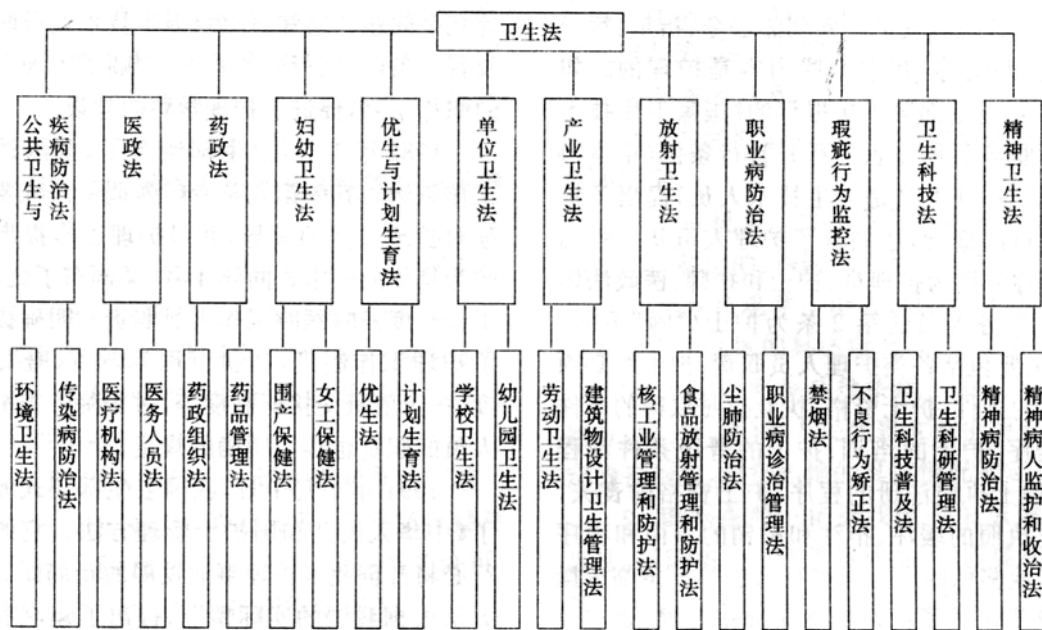 卫生法
公共卫生与
疾病防治法
医政法
药政法
妇幼卫生法
优生与计划生育法
单位卫生法
产业卫生法
放射卫生法
职业病防治法
瑕疵行为监控法
卫生科技法
精神卫生法
环境卫生法
传染病防治法
医疗机构法
医务人员法
药政组织法
药品管理法
围产保健法
女工保健法
优生法
计划生育法
学校卫生法
幼儿园卫生法
劳动卫生法
建筑物设计卫生管理法
核工业管理和防护法
食品放射管理和防护法
尘肺防治法
职业病诊治管理法
禁烟法
不良行为矫正法
卫生科技普及法
卫生科研管理法
精神病防治法
精神病人监护和收治法